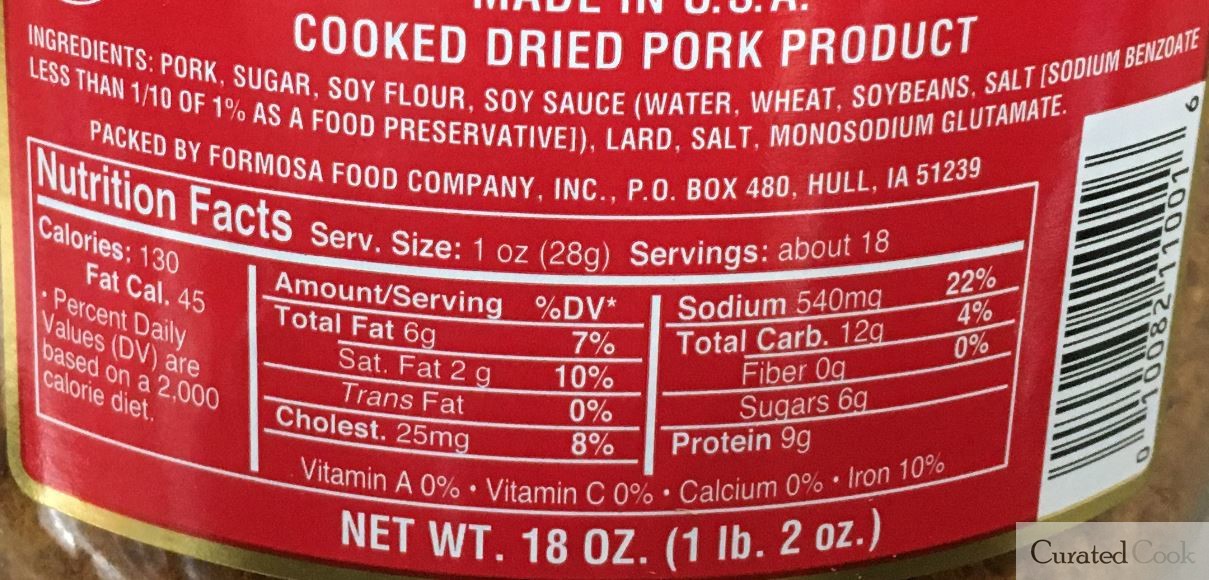 MADE IN U.S.A.
COOKED DRIED PORK PRODUCT
INGREDIENTS: PORK, SUGAR, SOY FLOUR, SOY SAUCE (WATER, WHEAT, SOYBEANS, SALT [SODIUM BENZOATE
LESS THAN 1/10 OF 1% AS A FOOD PRESERVATIVE]), LARD, SALT, MONOSODIUM GLUTAMATE.
PACKED BY FORMOSA FOOD COMPANY, INC., P.O. BOX 480, HULL, IA 51239
Nutrition Facts Serv. Size: 1 oz (28g) Servings: about 18
Calories: 130
Fat Cal. 45
• Percent Daily
Values (DV) are
based on a 2,000
calorie diet.
Amount/Serving %DV*
Total Fat 6g 7%
Sat. Fat 2 g 10%
Trans Fat 0%
Cholest. 25mg 8%
Sodium 540mg 22%
Total Carb. 12g 4%
Fiber 0g 0%
Sugars 6g
Protein 9g
Vitamin A 0% • Vitamin C 0% • Calcium 0% • Iron 10%
NET WT. 18 OZ. (1 lb. 2 oz.)
0 10082 11001 6
Curated Cook